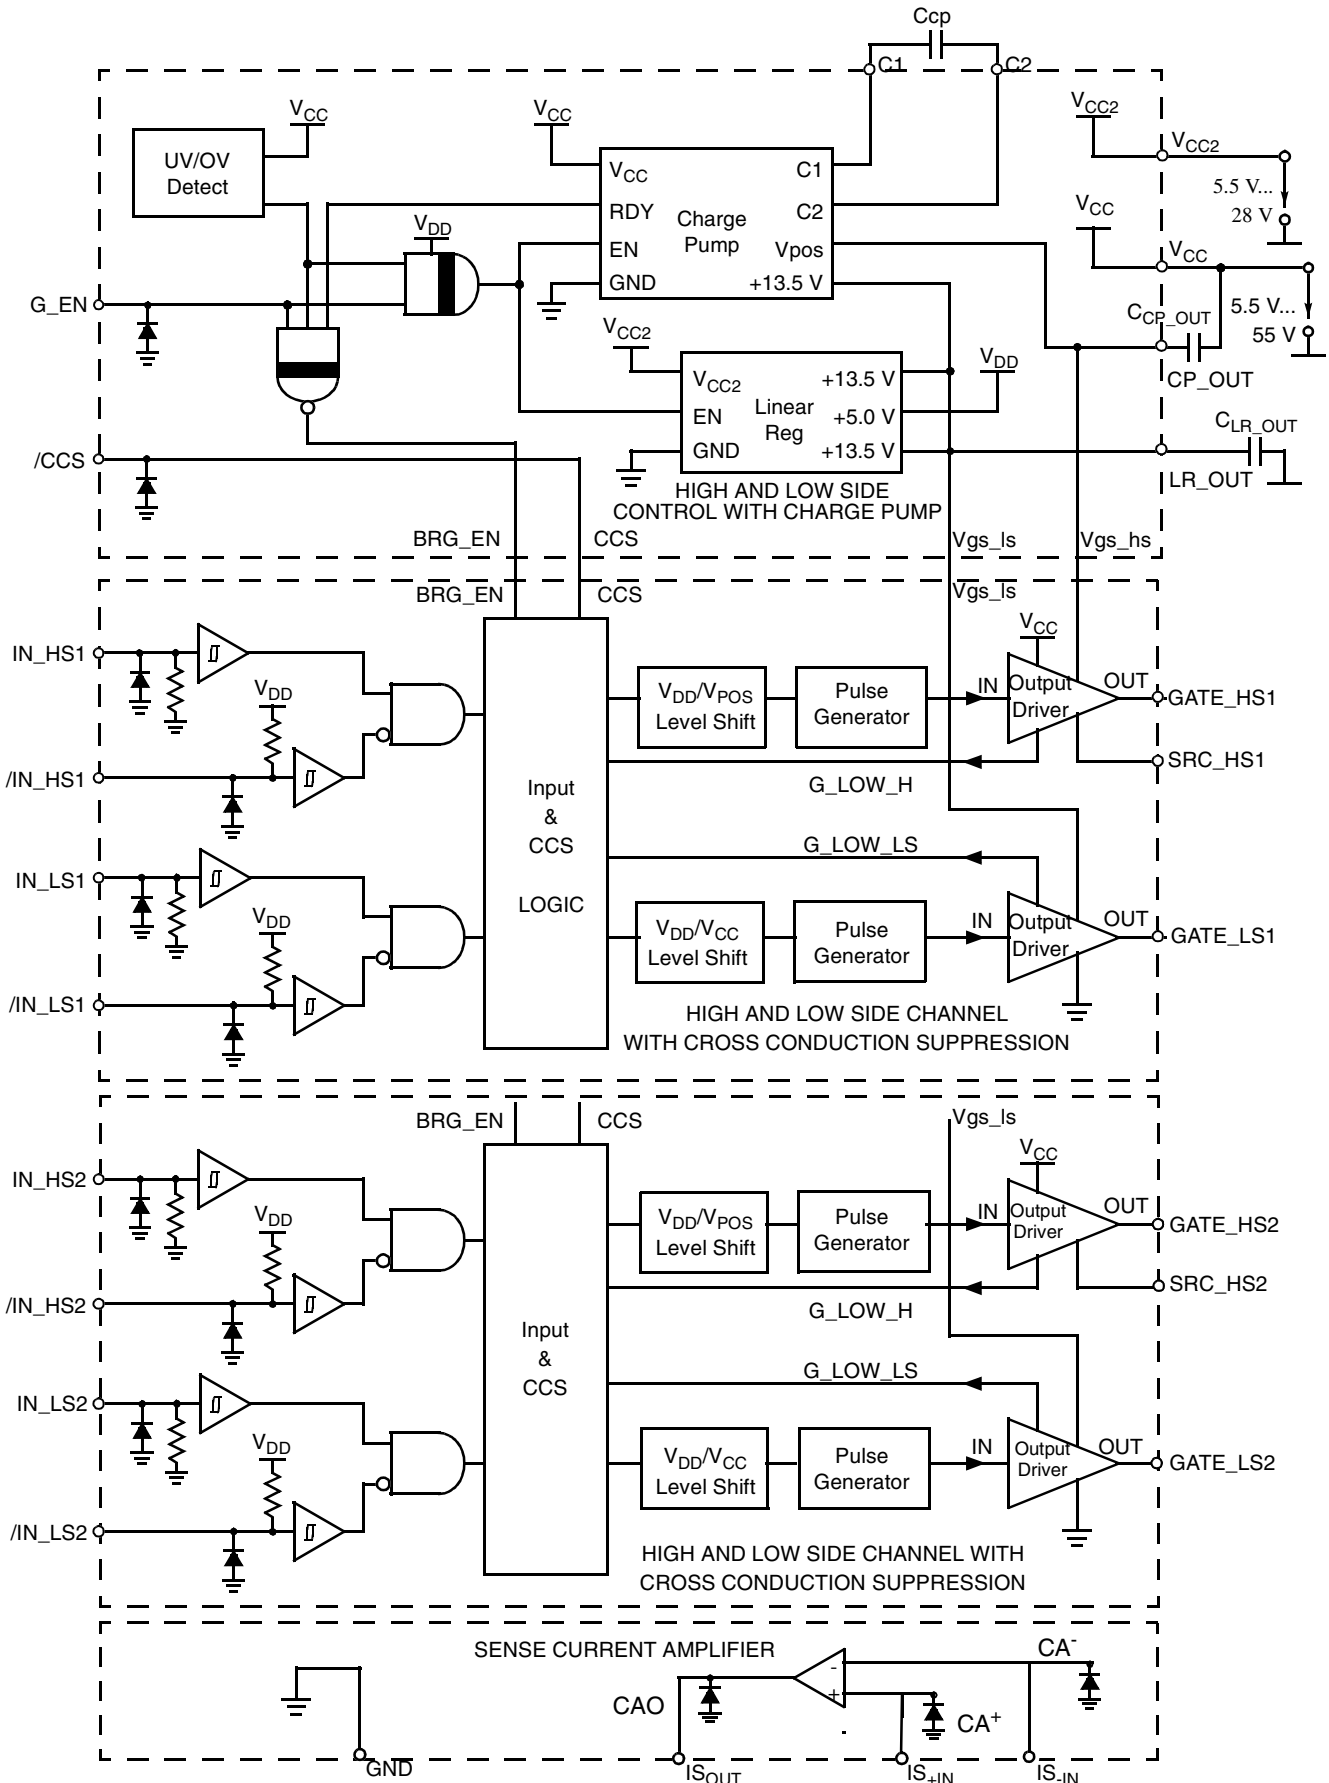 Ccp
C1
C2
VCC
VCC
VCC2
VCC2
UV/OV
Detect
VCC
C1
RDY
Charge
Pump
C2
5.5 V...
28 V
VDD
EN
Vpos
VCC
VCC
GND
+13.5 V
G_EN
CCP_OUT
5.5 V...
55 V
VCC2
VDD
CP_OUT
VCC2
Linear
Reg
+13.5 V
EN
+5.0 V
GND
+13.5 V
CLR_OUT
/CCS
LR_OUT
HIGH AND LOW SIDE
CONTROL WITH CHARGE PUMP
BRG_EN
CCS
Vgs_ls
Vgs_hs
BRG_EN
CCS
Vgs_ls
IN_HS1
VCC
VDD
VDD/VPOS
Level Shift
Pulse
Generator
IN
Output
Driver
OUT
GATE_HS1
/IN_HS1
SRC_HS1
G_LOW_H
Input
&
CCS
LOGIC
G_LOW_LS
IN_LS1
VDD
VDD/VCC
Level Shift
Pulse
Generator
IN
Output
Driver
OUT
GATE_LS1
/IN_LS1
HIGH AND LOW SIDE CHANNEL
WITH CROSS CONDUCTION SUPPRESSION
BRG_EN
CCS
Vgs_ls
IN_HS2
VCC
VDD
VDD/VPOS
Level Shift
Pulse
Generator
IN
Output
Driver
OUT
GATE_HS2
/IN_HS2
SRC_HS2
G_LOW_H
Input
&
CCS
G_LOW_LS
IN_LS2
VDD
VDD/VCC
Level Shift
Pulse
Generator
IN
Output
Driver
OUT
GATE_LS2
/IN_LS2
HIGH AND LOW SIDE CHANNEL WITH
CROSS CONDUCTION SUPPRESSION
SENSE CURRENT AMPLIFIER
CA-
-
+
CAO
CA+
-
GND
ISOUT
IS+IN
IS-IN